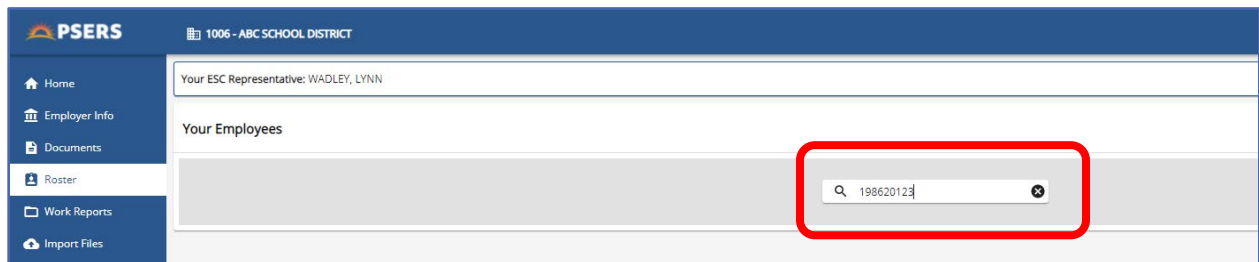 PSERS
1006 - ABC SCHOOL DISTRICT
Home
Employer Info
Documents
Roster
Work Reports
Import Files
Your ESC Representative: WADLEY, LYNN
Your Employees
198620123